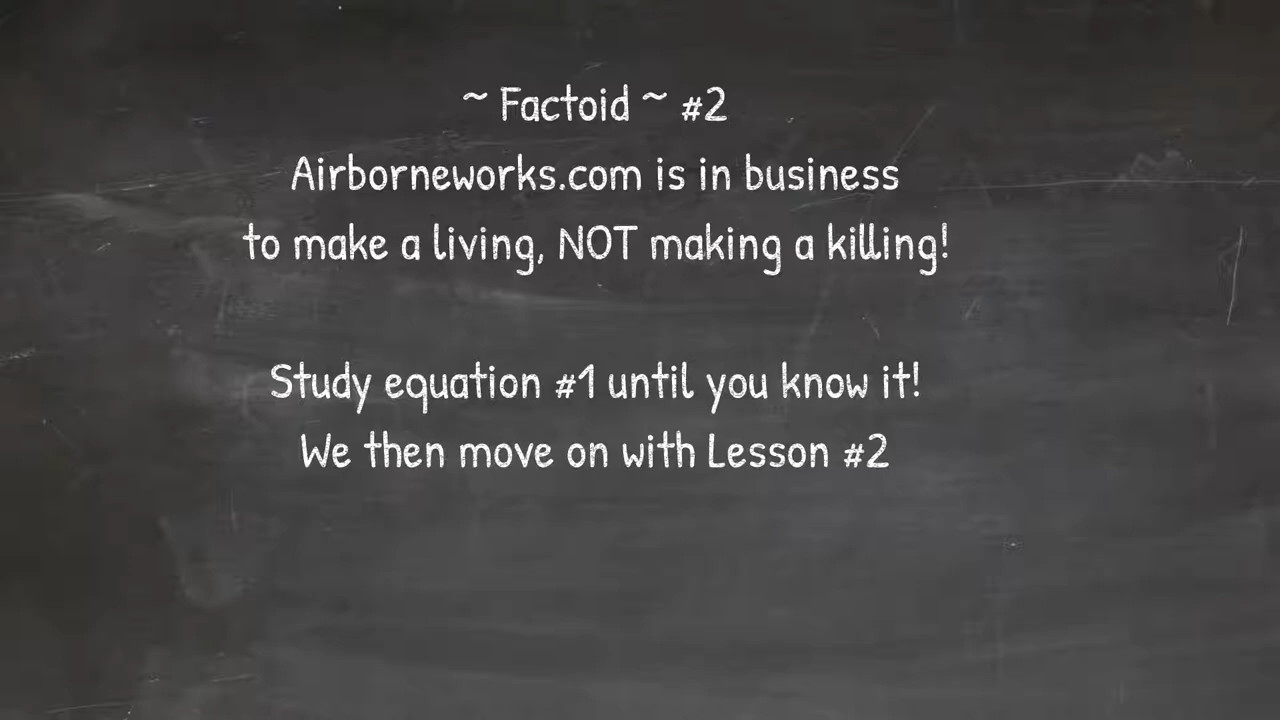 ~ Factoid ~ #2
Airborneworks.com is in business
to make a living, NOT making a killing!
Study equation #1 until you know it!
We then move on with Lesson #2